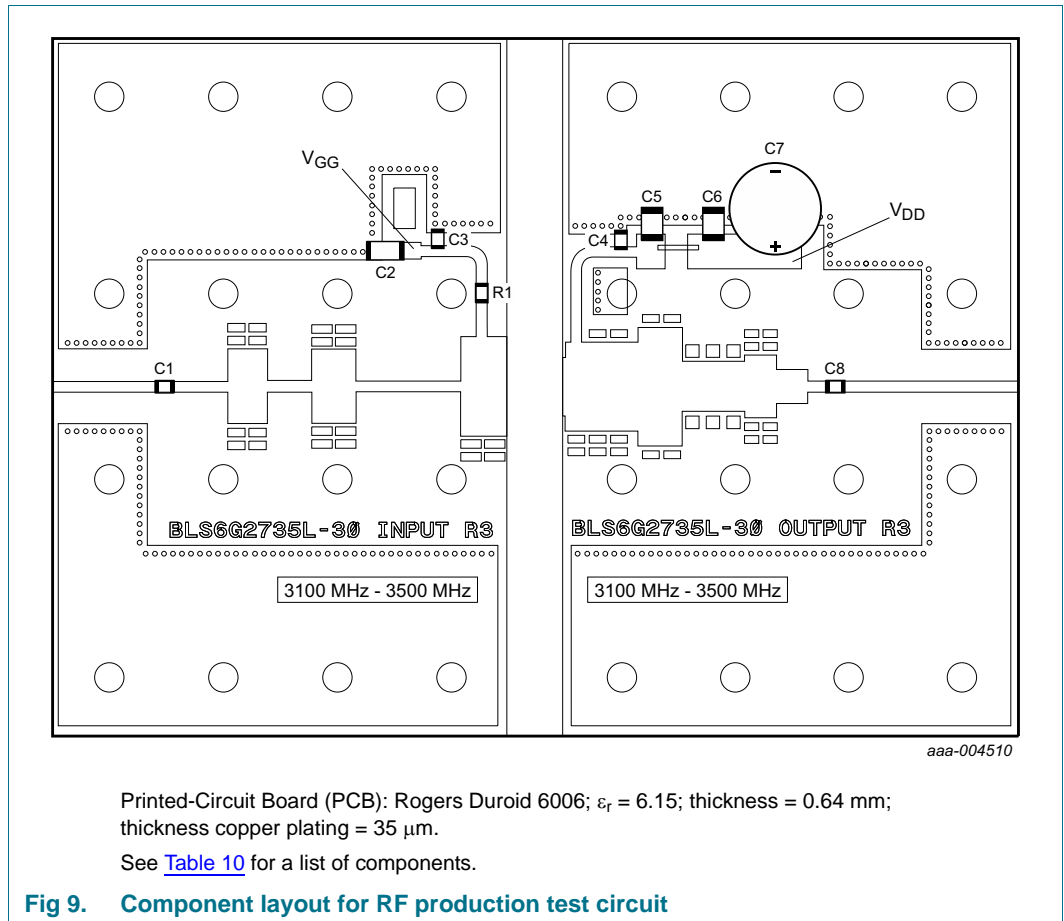 C7
VGG
C5
C6
VDD
C3
C4
C2
R1
C1
C8
BLS6G2735L-3Ø INPUT R3
BLS6G2735L-3Ø OUTPUT R3
3100 MHz - 3500 MHz
3100 MHz - 3500 MHz
aaa-004510
Printed-Circuit Board (PCB): Rogers Duroid 6006; εr = 6.15; thickness = 0.64 mm;
thickness copper plating = 35 μm.
See Table 10 for a list of components.
Fig 9. Component layout for RF production test circuit